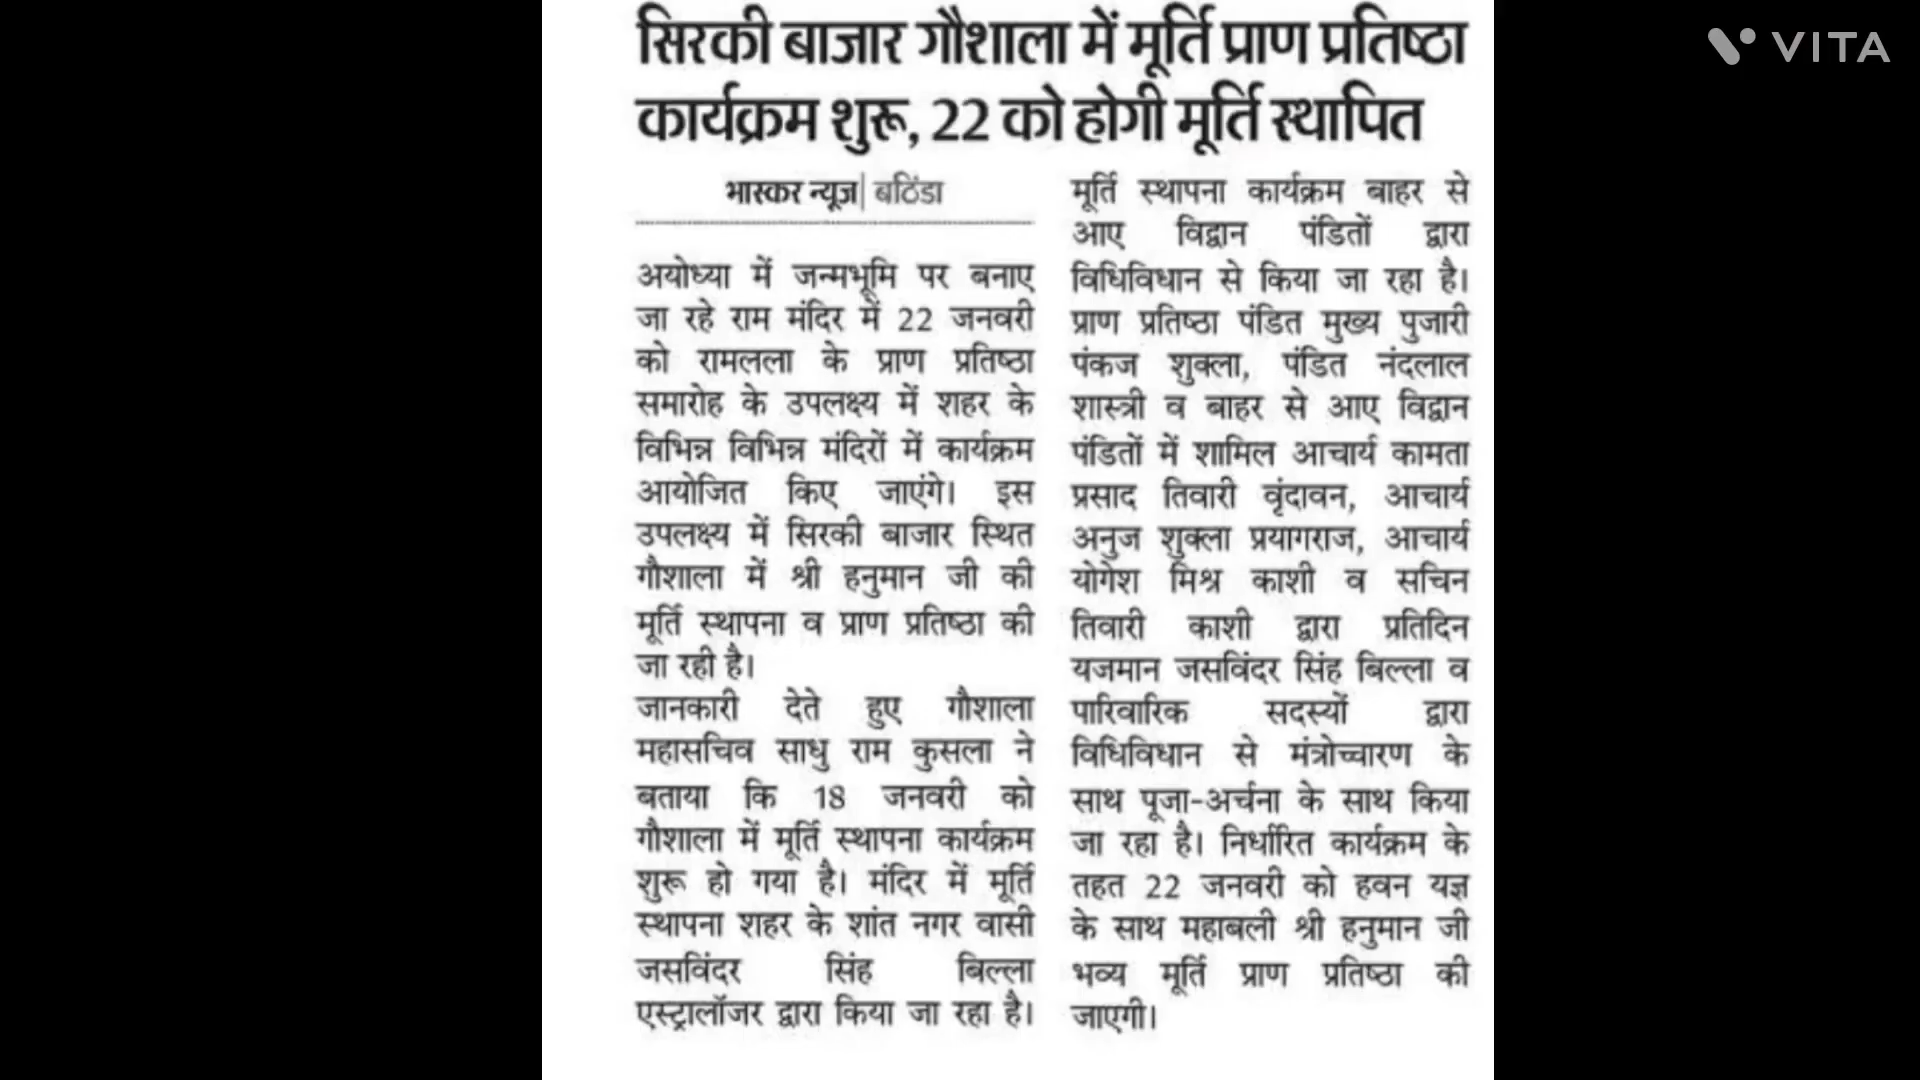 सिरकी बाजार गौशाला में मूर्ति प्राण प्रतिष्ठा
कार्यक्रम शुरू, 22 को होगी मूर्ति स्थापित
भास्कर न्यूज| बठिंडा
अयोध्या में जन्मभूमि पर बनाए
जा रहे राम मंदिर में 22 जनवरी
को रामलला के प्राण प्रतिष्ठा
समारोह के उपलक्ष्य में शहर के
विभिन्न विभिन्न मंदिरों में कार्यक्रम
आयोजित किए जाएंगे। इस
उपलक्ष्य में सिरकी बाजार स्थित
गौशाला में श्री हनुमान जी की
मूर्ति स्थापना व प्राण प्रतिष्ठा की
जा रही है।
जानकारी देते हुए गौशाला
महासचिव साधु राम कुसला ने
बताया कि 18 जनवरी को
गौशाला में मूर्ति स्थापना कार्यक्रम
शुरू हो गया है। मंदिर में मूर्ति
स्थापना शहर के शांत नगर वासी
जसविंदर सिंह बिल्ला
एस्ट्रालॉजर द्वारा किया जा रहा है।
मूर्ति स्थापना कार्यक्रम बाहर से
आए विद्वान पंडितों द्वारा
विधिविधान से किया जा रहा है।
प्राण प्रतिष्ठा पंडित मुख्य पुजारी
पंकज शुक्ला, पंडित नंदलाल
शास्त्री व बाहर से आए विद्वान
पंडितों में शामिल आचार्य कामता
प्रसाद तिवारी वृंदावन, आचार्य
अनुज शुक्ला प्रयागराज, आचार्य
योगेश मिश्र काशी व सचिन
तिवारी काशी द्वारा प्रतिदिन
यजमान जसविंदर सिंह बिल्ला व
पारिवारिक सदस्यों द्वारा
विधिविधान से मंत्रोच्चारण के
साथ पूजा-अर्चना के साथ किया
जा रहा है। निर्धारित कार्यक्रम के
तहत 22 जनवरी को हवन यज्ञ
के साथ महाबली श्री हनुमान जी
भव्य मूर्ति प्राण प्रतिष्ठा की
जाएगी।
VITA